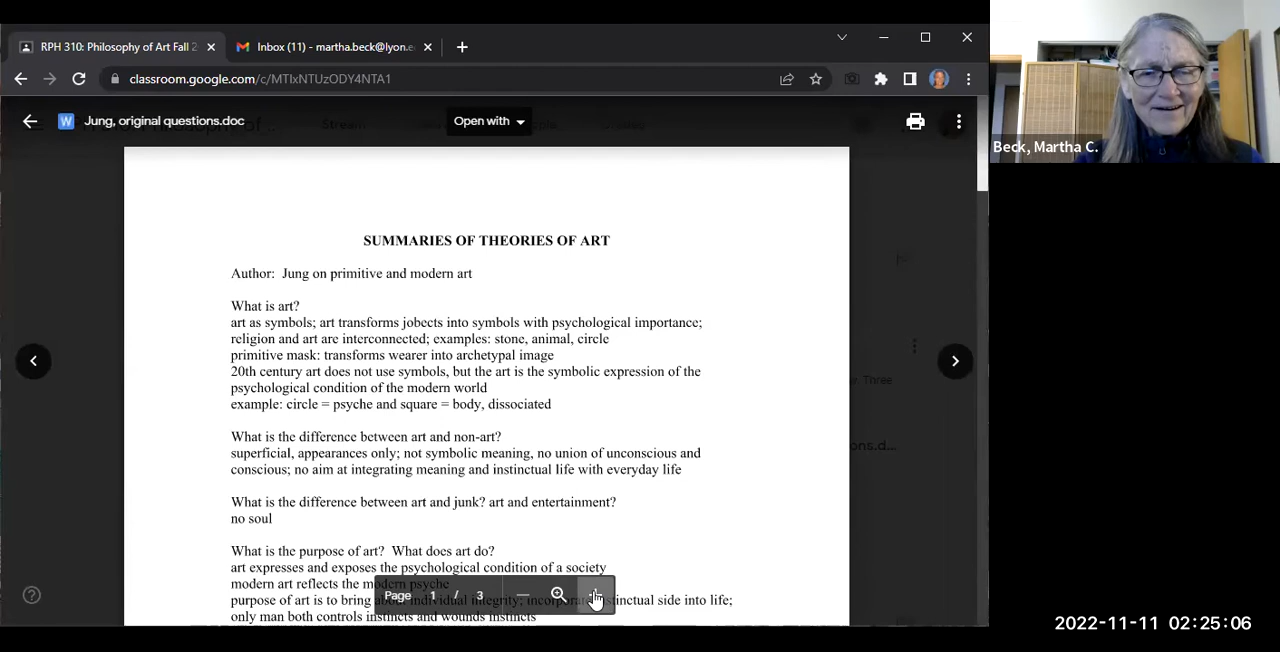 RPH 310: Philosophy of Art Fall 2
Inbox (11) - martha.beck@lyon.e
classroom.google.com/c/MTIxNTUzODY4NTA1
Jung, original questions.doc
Open with
Stream
Beck, Martha C.
SUMMARIES OF THEORIES OF ART
Author: Jung on primitive and modern art
What is art?
art as symbols; art transforms jobects into symbols with psychological importance;
religion and art are interconnected; examples: stone, animal, circle
primitive mask: transforms wearer into archetypal image
20th century art does not use symbols, but the art is the symbolic expression of the
psychological condition of the modern world
example: circle = psyche and square = body, dissociated
What is the difference between art and non-art?
superficial, appearances only; not symbolic meaning, no union of unconscious and
conscious; no aim at integrating meaning and instinctual life with everyday life
What is the difference between art and junk? art and entertainment?
no soul
What is the purpose of art? What does art do?
art expresses and exposes the psychological condition of a society
modern art reflects the modern psyche
purpose of art is to bring about individual integrity; incorporate instinctual side into life;
only man both controls instincts and wounds instincts
Page 1 / 3
Three
ons.d...
2022-11-11 02:25:06